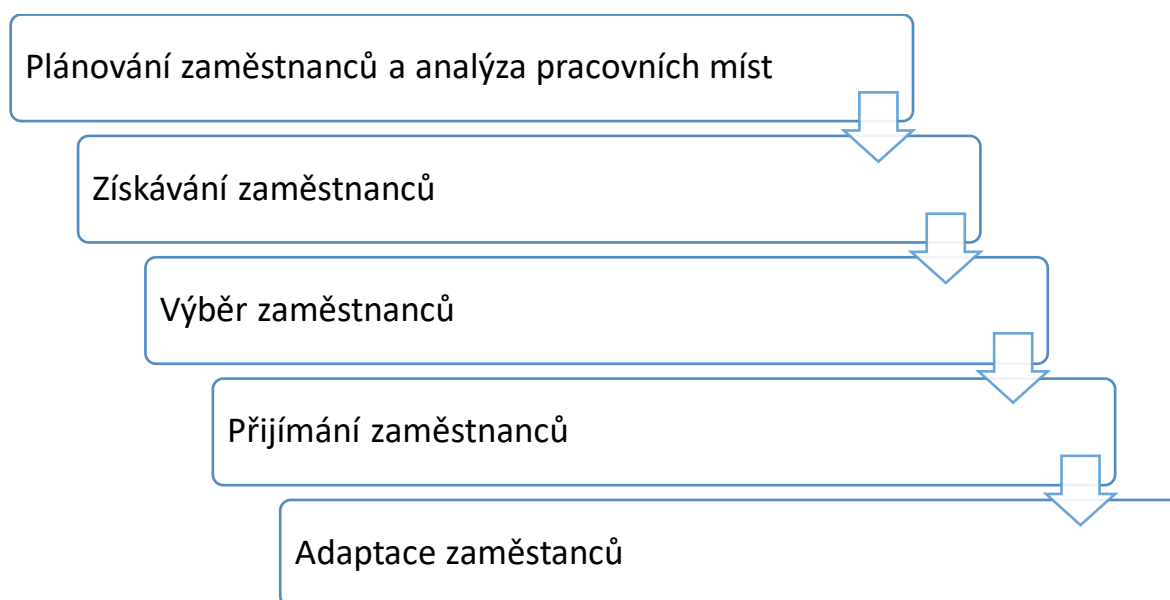 Plánování zaměstnanců a analýza pracovních míst
Získávání zaměstnanců
Výběr zaměstnanců
Přijímání zaměstnanců
Adaptace zaměstanců